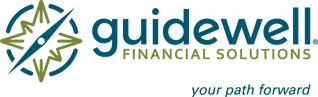 guidewell®
FINANCIAL SOLUTIONS
your path forward